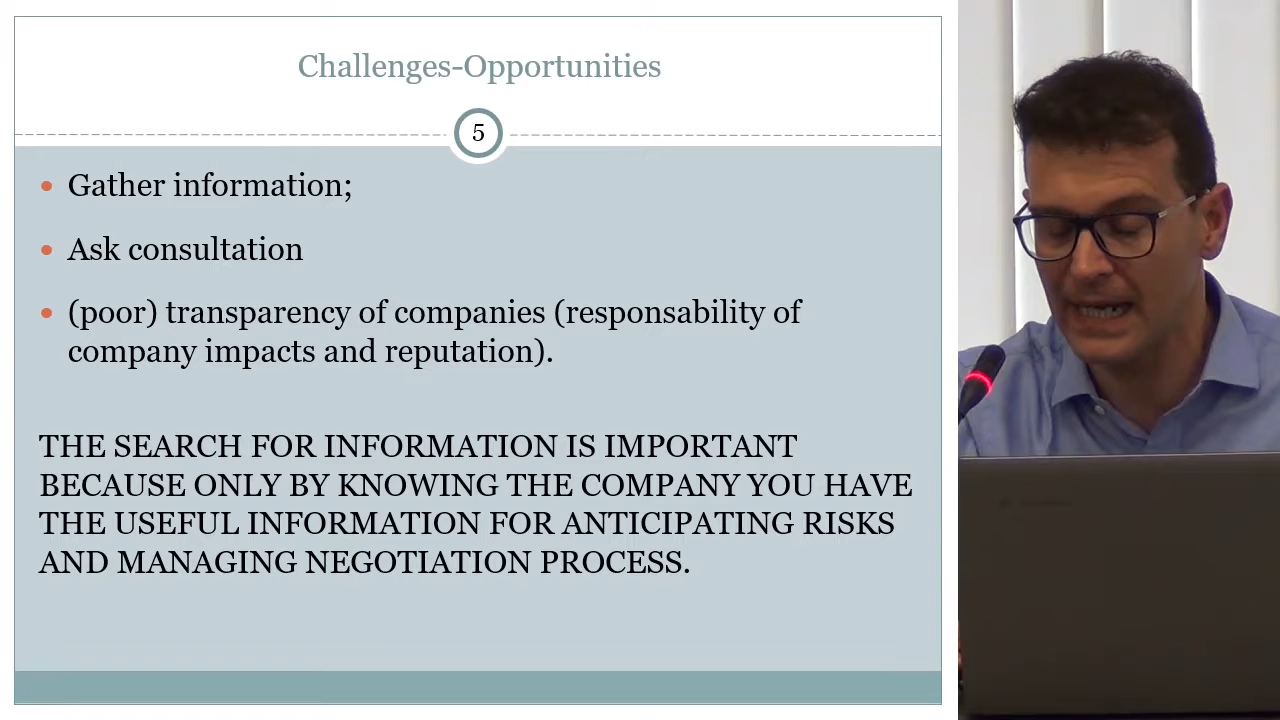 Challenges-Opportunities
5
Gather information;
Ask consultation
(poor) transparency of companies (responsability of
company impacts and reputation).
THE SEARCH FOR INFORMATION IS IMPORTANT
BECAUSE ONLY BY KNOWING THE COMPANY YOU HAVE
THE USEFUL INFORMATION FOR ANTICIPATING RISKS
AND MANAGING NEGOTIATION PROCESS.